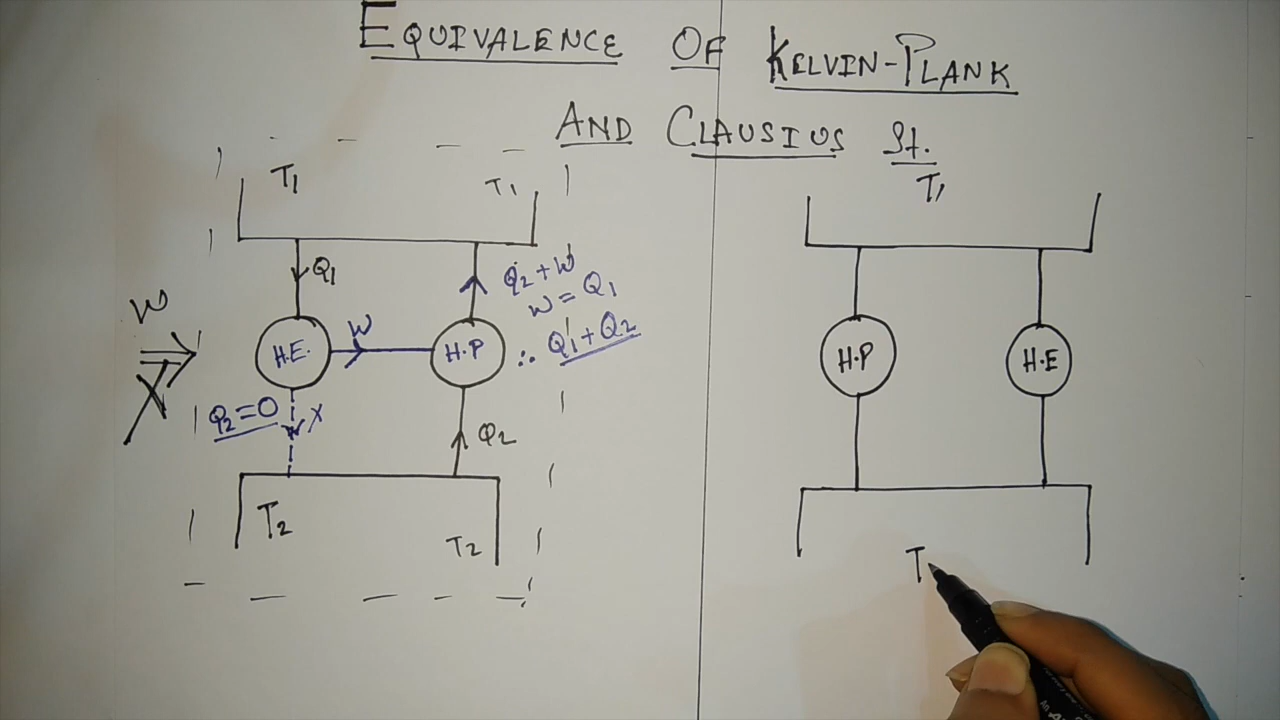 EQUIVALENCE OF KELVIN-PLANK
AND CLAUSIUS St.
T1
T1
Q1
W
H.E.
W
H.P
Q2 + W
W = Q1
∴ Q1 + Q2
Q2=0
X
Q2
T2
T2
T1
H.P
H.E
T